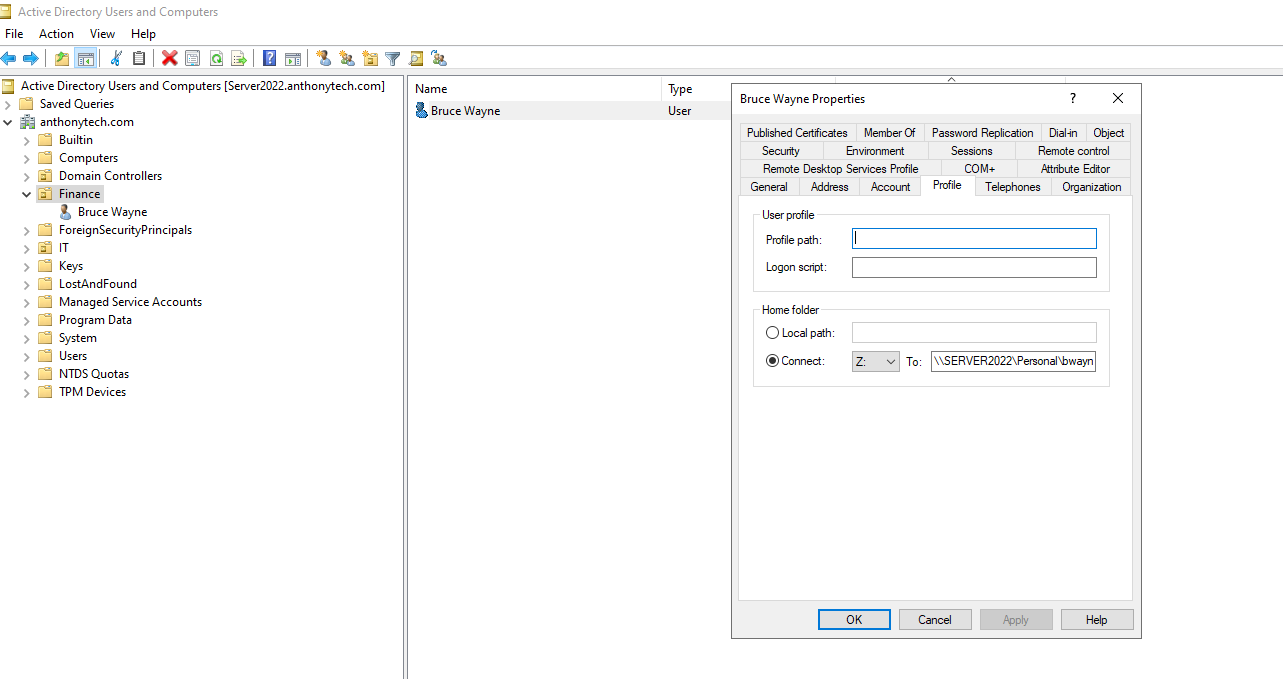 Active Directory Users and Computers
File Action View Help
Active Directory Users and Computers [Server2022.anthonytech.com]
Saved Queries
anthonytech.com
Builtin
Computers
Domain Controllers
Finance
Bruce Wayne
ForeignSecurityPrincipals
IT
Keys
LostAndFound
Managed Service Accounts
Program Data
System
Users
NTDS Quotas
TPM Devices
Name Type
Bruce Wayne User
Bruce Wayne Properties ?
Published Certificates Member Of Password Replication Dial-in Object
Security Environment Sessions Remote control
Remote Desktop Services Profile COM+ Attribute Editor
General Address Account Profile Telephones Organization
User profile
Profile path:
Logon script:
Home folder
Local path:
Connect: Z: To: \\SERVER2022\Personal\bwayn
OK Cancel Apply Help